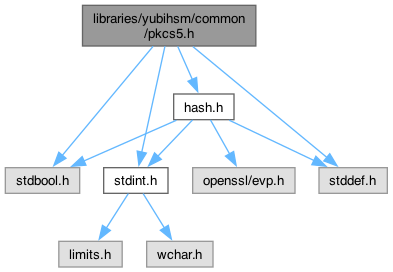 libraries/yubihsm/common
/pkcs5.h
hash.h
stdbool.h
stdint.h
openssl/evp.h
stddef.h
limits.h
wchar.h